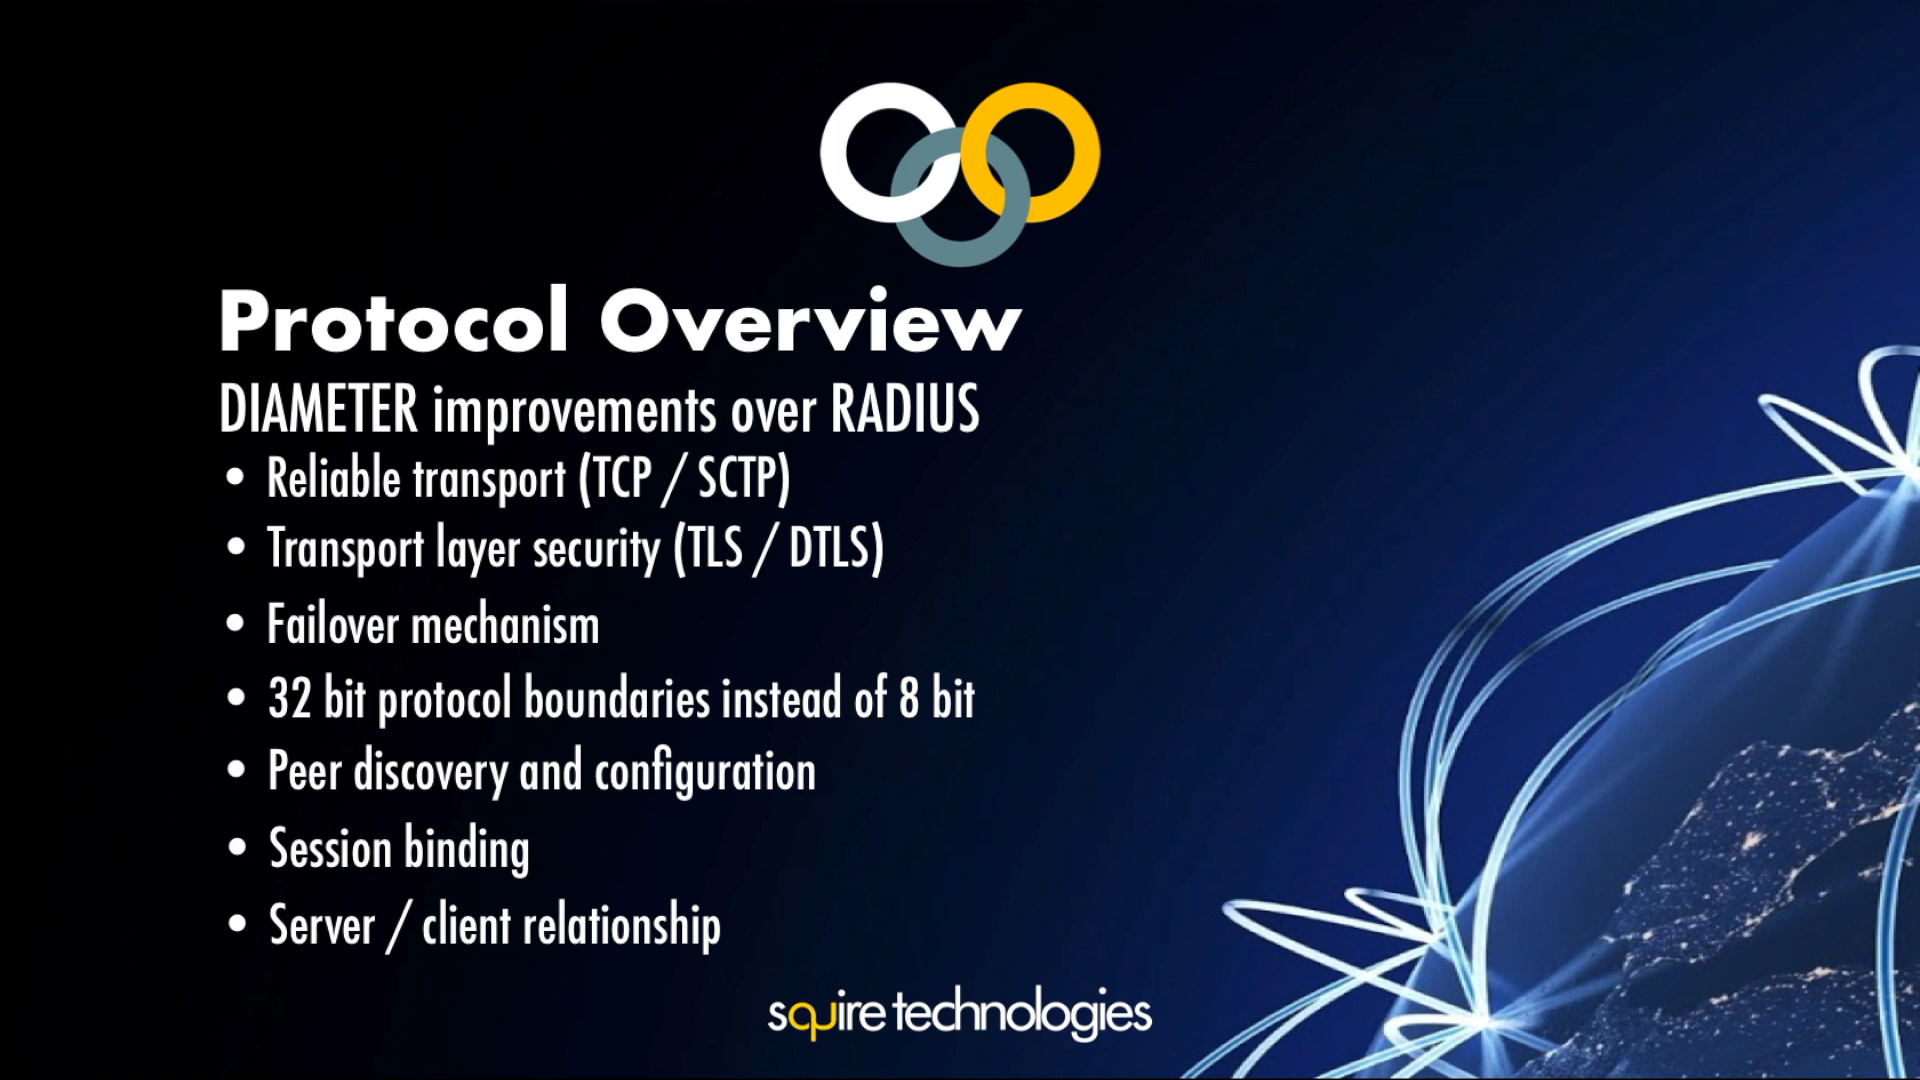 Protocol Overview
DIAMETER improvements over RADIUS
• Reliable transport (TCP / SCTP)
• Transport layer security (TLS / DTLS)
• Failover mechanism
• 32 bit protocol boundaries instead of 8 bit
• Peer discovery and configuration
• Session binding
• Server / client relationship
squire technologies